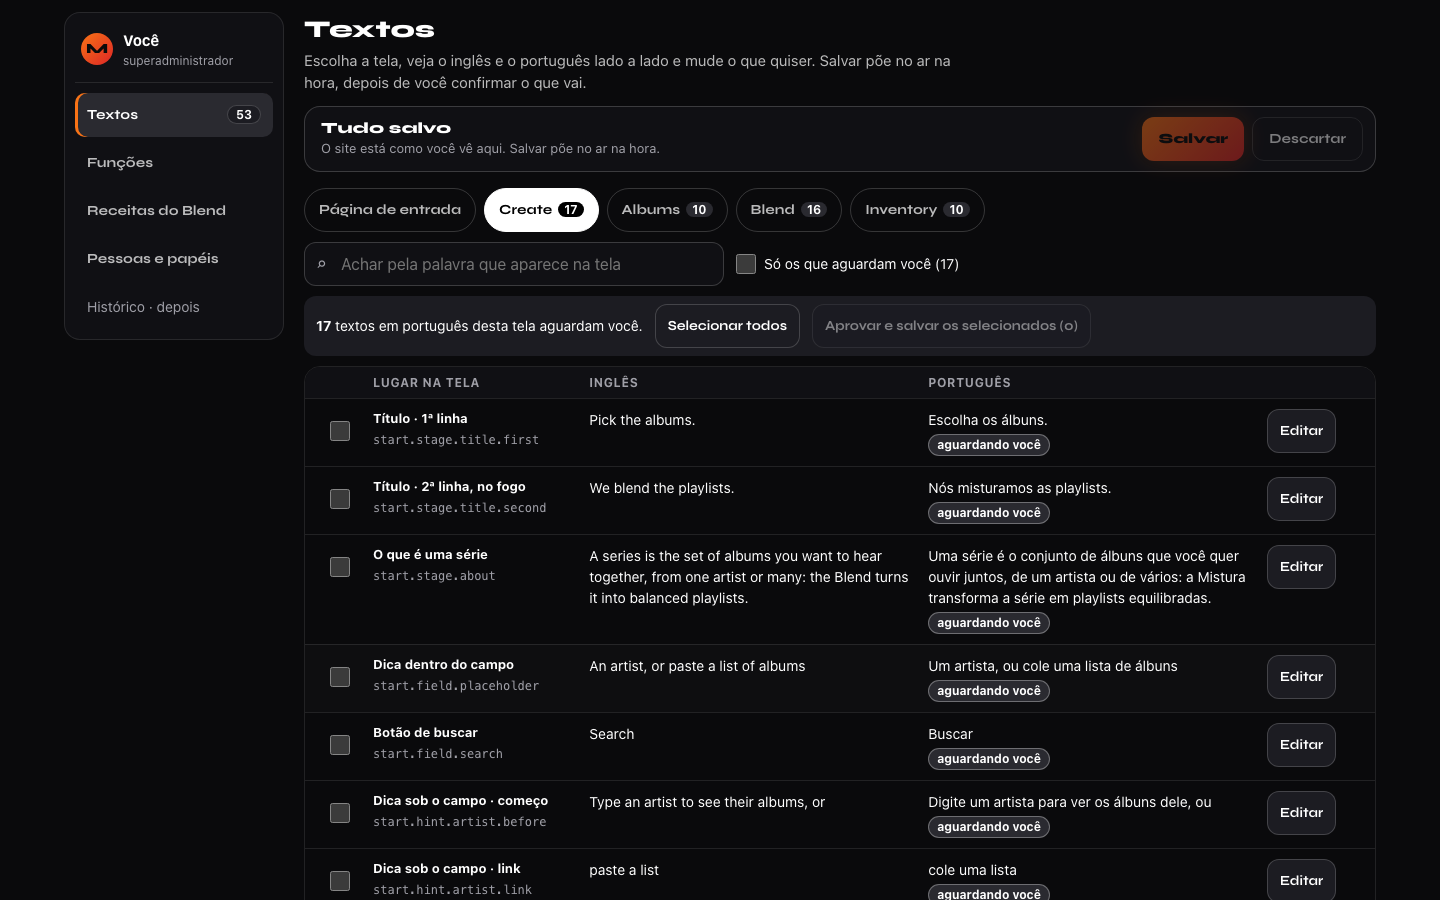 Você
superadministrador
Textos 53
Funções
Receitas do Blend
Pessoas e papéis
Histórico · depois
Textos
Escolha a tela, veja o inglês e o português lado a lado e mude o que quiser. Salvar põe no ar na
hora, depois de você confirmar o que vai.
Tudo salvo
O site está como você vê aqui. Salvar põe no ar na hora.
Salvar
Descartar
Página de entrada
Create 17
Albums 10
Blend 16
Inventory 10
Achar pela palavra que aparece na tela
Só os que aguardam você (17)
17 textos em português desta tela aguardam você.
Selecionar todos
Aprovar e salvar os selecionados (0)
LUGAR NA TELA
INGLÊS
PORTUGUÊS
Título · 1ª linha
start.stage.title.first
Pick the albums.
Escolha os álbuns.
aguardando você
Editar
Título · 2ª linha, no fogo
start.stage.title.second
We blend the playlists.
Nós misturamos as playlists.
aguardando você
Editar
O que é uma série
start.stage.about
A series is the set of albums you want to hear
together, from one artist or many: the Blend turns
it into balanced playlists.
Uma série é o conjunto de álbuns que você quer
ouvir juntos, de um artista ou de vários: a Mistura
transforma a série em playlists equilibradas.
aguardando você
Editar
Dica dentro do campo
start.field.placeholder
An artist, or paste a list of albums
Um artista, ou cole uma lista de álbuns
aguardando você
Editar
Botão de buscar
start.field.search
Search
Buscar
aguardando você
Editar
Dica sob o campo · começo
start.hint.artist.before
Type an artist to see their albums, or
Digite um artista para ver os álbuns dele, ou
aguardando você
Editar
Dica sob o campo · link
start.hint.artist.link
paste a list
cole uma lista
aguardando você
Editar